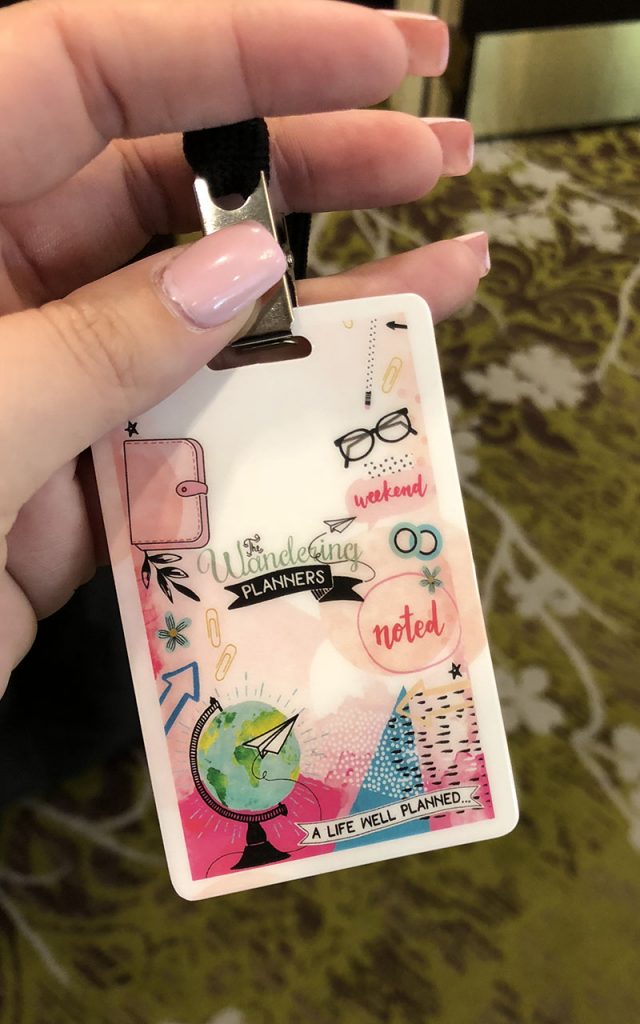 weekend
The
Wandering
PLANNERS
noted
A LIFE WELL PLANNED...